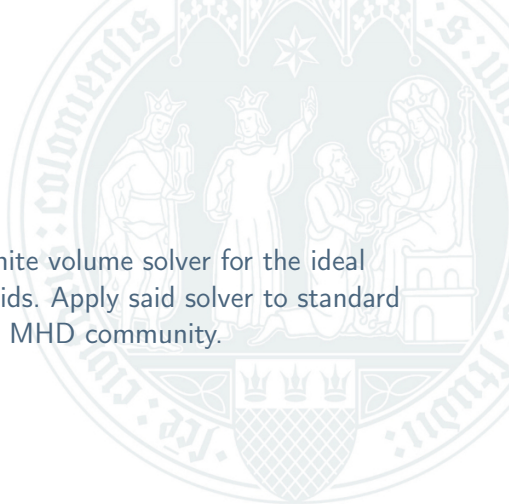 nite volume solver for the ideal
ids. Apply said solver to standard
MHD community.